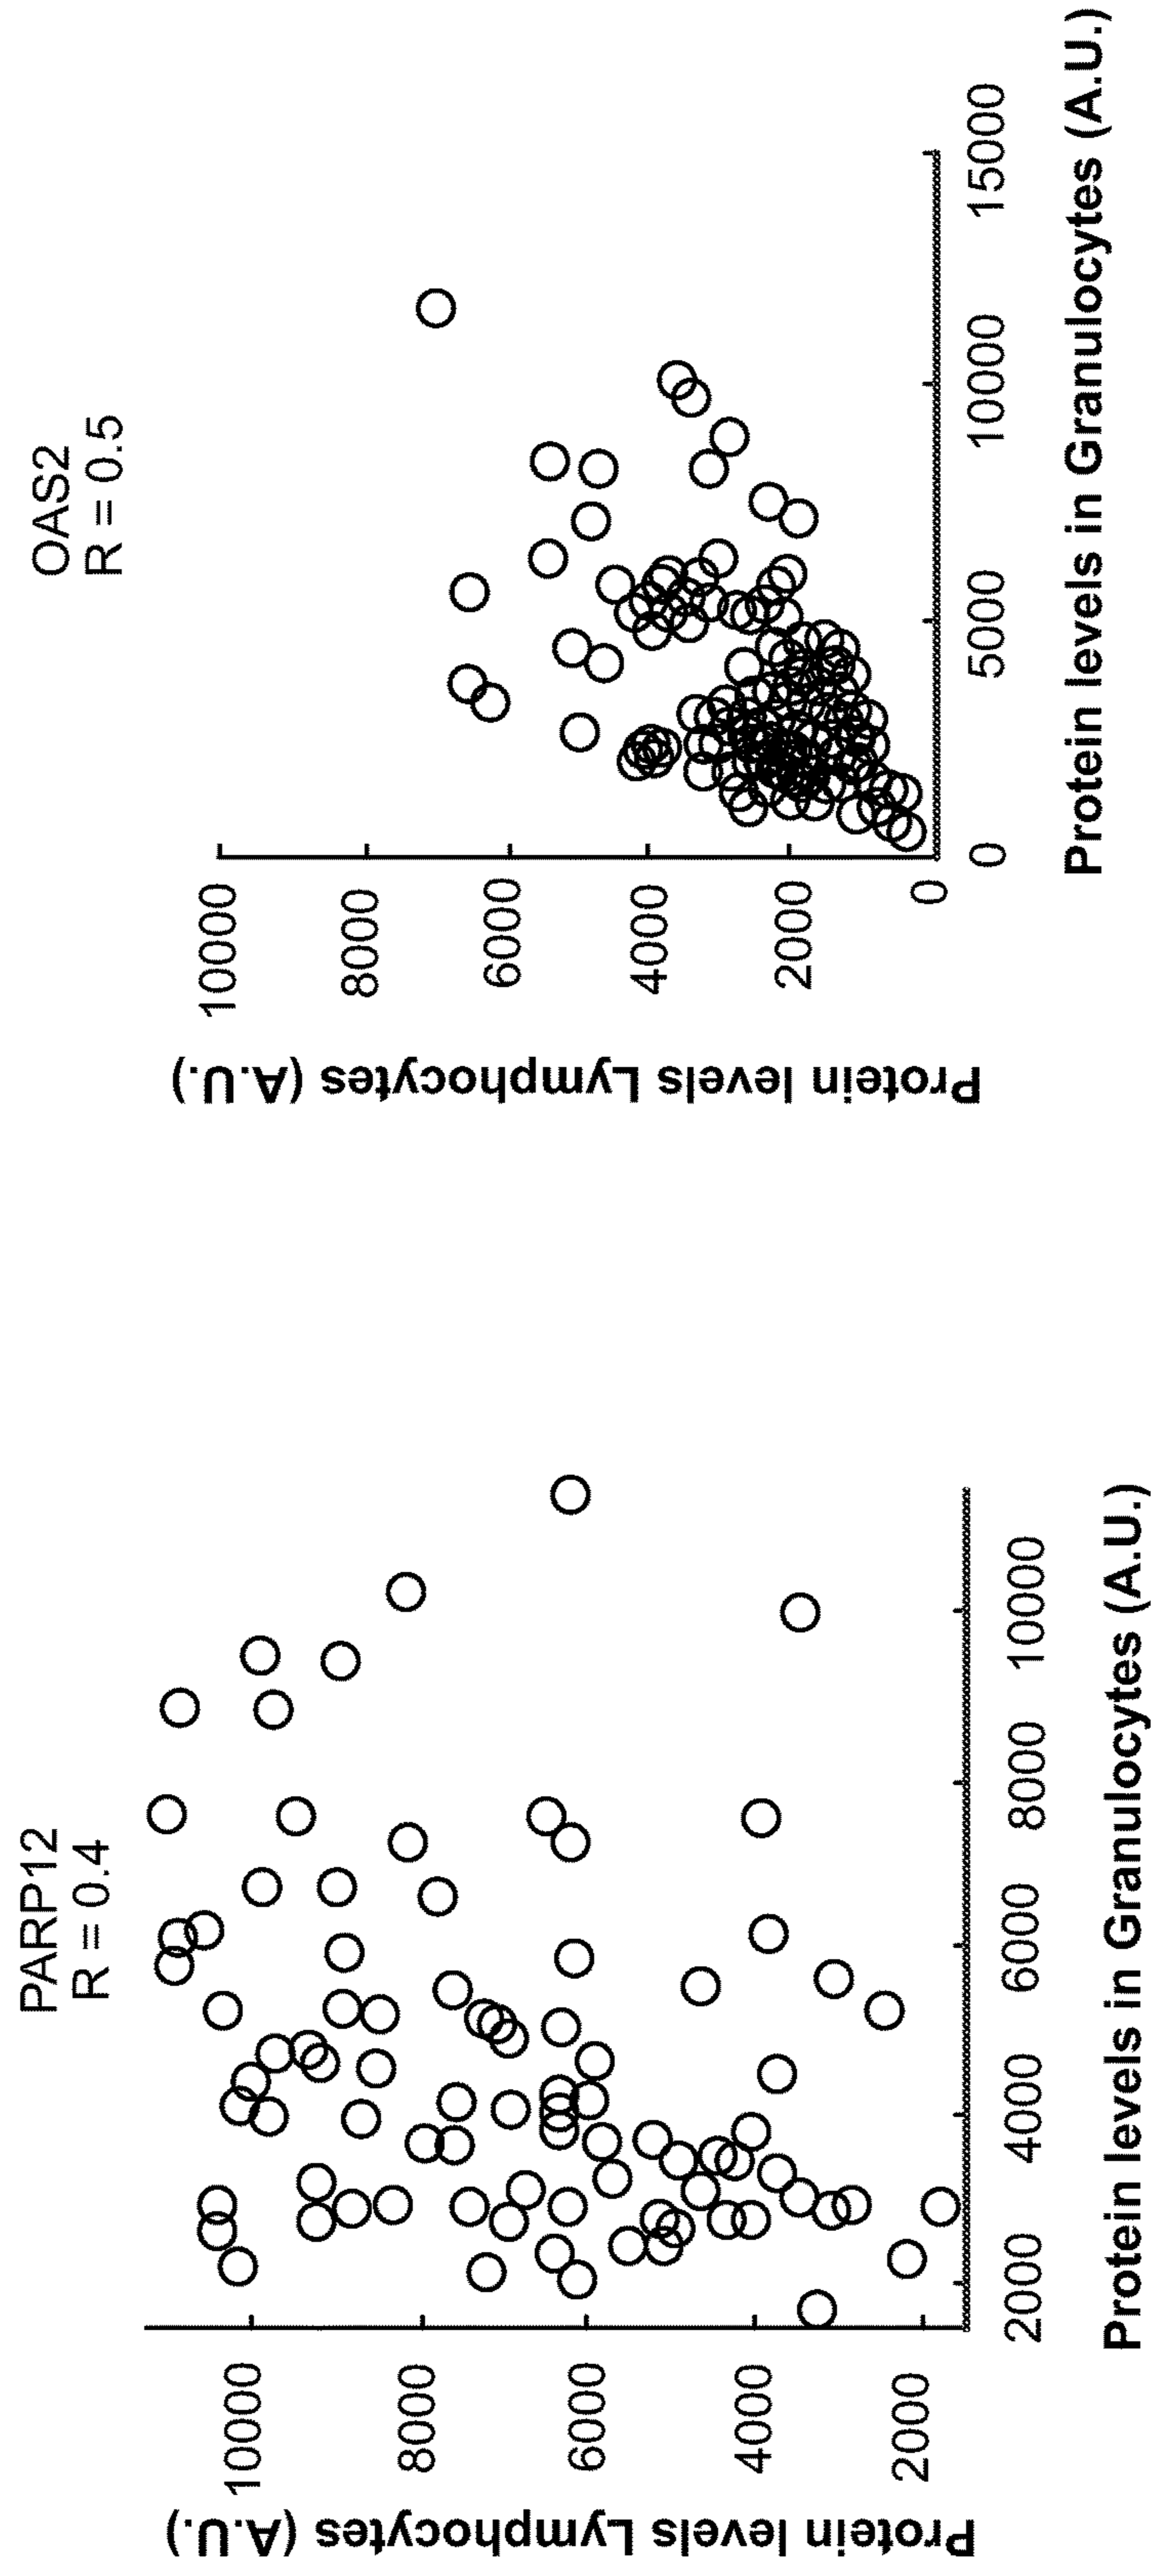 PARP12
R = 0.4
Protein levels Lymphocytes (A.U.)
10000
8000
6000
4000
2000
2000
4000
6000
8000
10000
Protein levels in Granulocytes (A.U.)
OAS2
R = 0.5
Protein levels Lymphocytes (A.U.)
10000
8000
6000
4000
2000
0
0
5000
10000
15000
Protein levels in Granulocytes (A.U.)